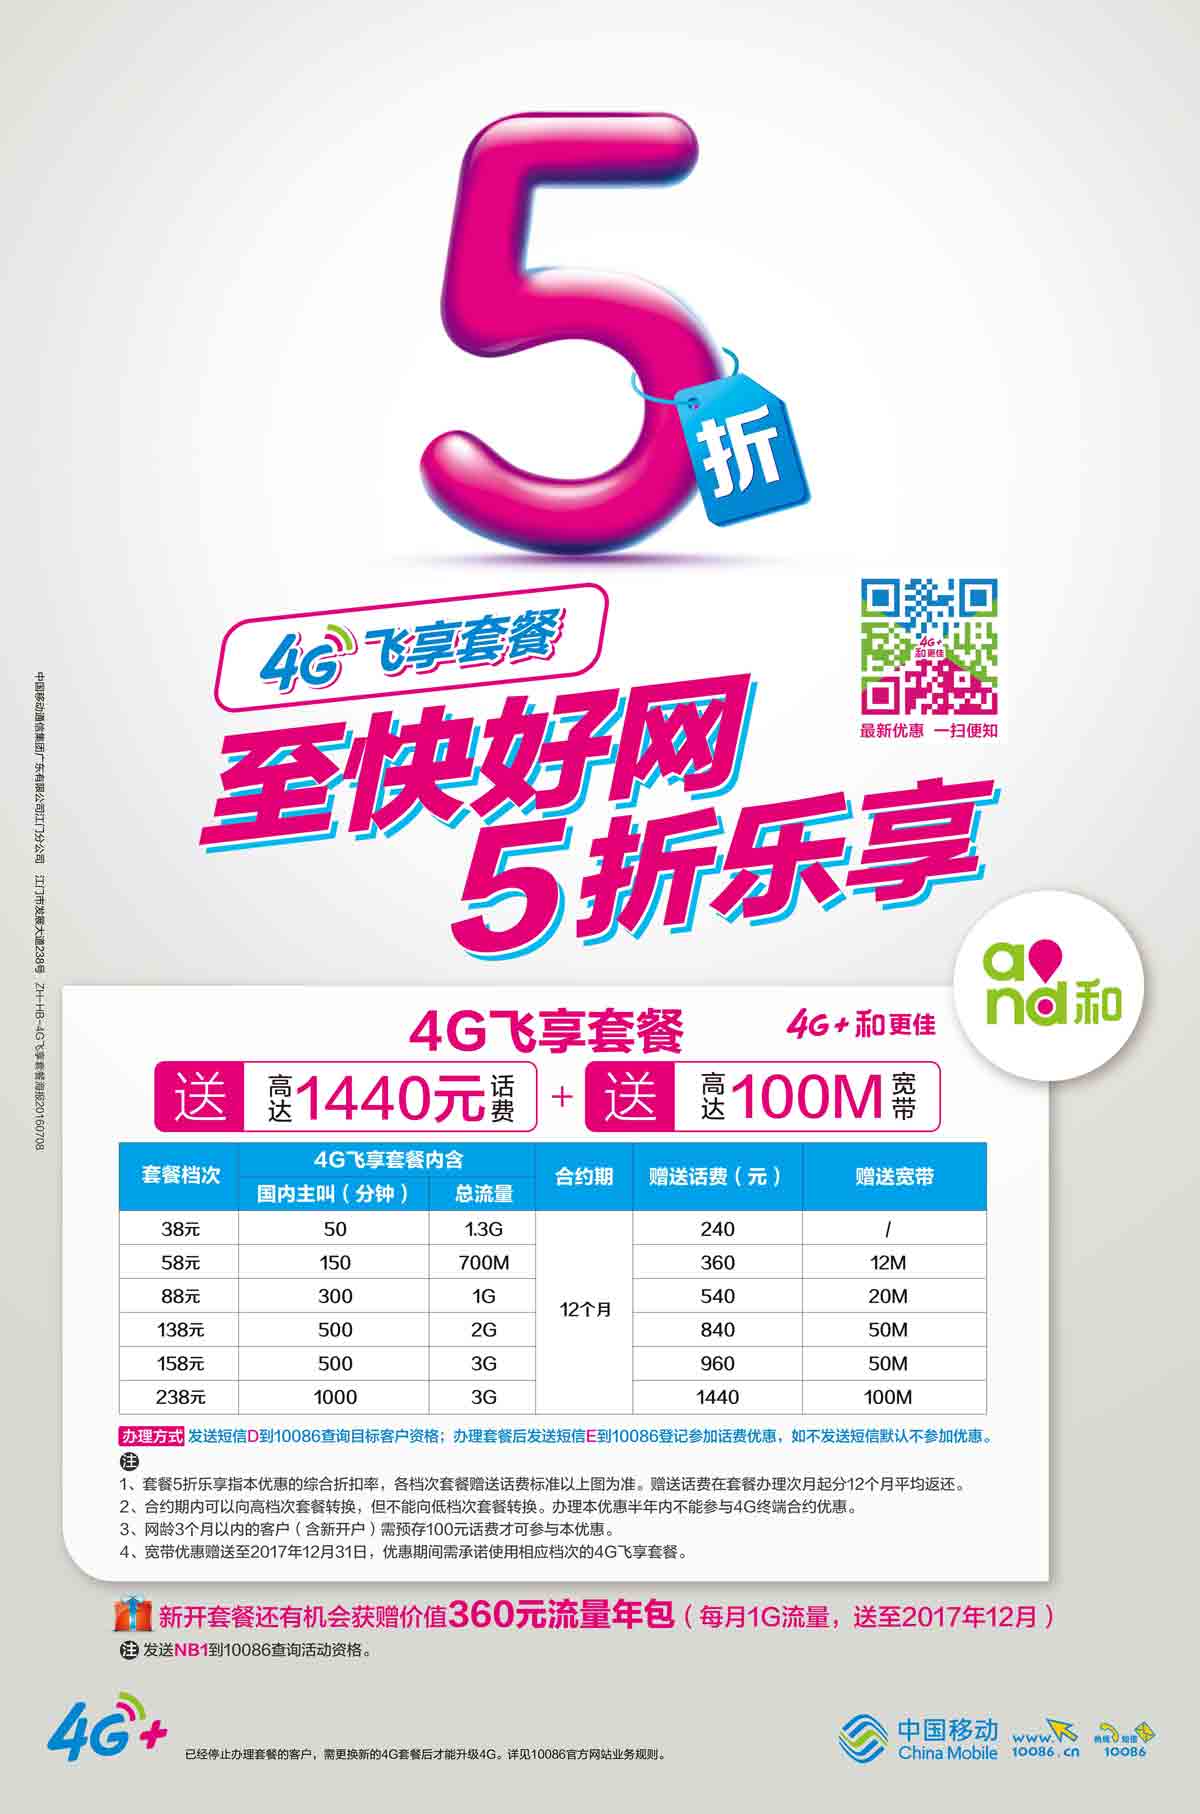 5
折
4G 飞享套餐
4G+
和更佳
最新优惠 一扫便知
至快好网
5折乐享
中国移动通信集团广东有限公司江门分公司 江门市发展大道238号 ZH-HB-4G飞享套餐海报20160708
and和
4G飞享套餐
4G+ 和更佳
送 高达1440元话费 + 送 高达100M宽带
套餐档次 4G飞享套餐内含 合约期 赠送话费（元） 赠送宽带
国内主叫（分钟） 总流量
38元 50 1.3G 240 /
58元 150 700M 360 12M
88元 300 1G 540 20M
12个月
138元 500 2G 840 50M
158元 500 3G 960 50M
238元 1000 3G 1440 100M
办理方式 发送短信D到10086查询目标客户资格；办理套餐后发送短信E到10086登记参加话费优惠，如不发送短信默认不参加优惠。
注
1、套餐5折乐享指本优惠的综合折扣率，各档次套餐赠送话费标准以上图为准。赠送话费在套餐办理次月起分12个月平均返还。
2、合约期内可以向高档次套餐转换，但不能向低档次套餐转换。办理本优惠半年内不能参与4G终端合约优惠。
3、网龄3个月以内的客户（含新开户）需预存100元话费才可参与本优惠。
4、宽带优惠赠送至2017年12月31日，优惠期间需承诺使用相应档次的4G飞享套餐。
新开套餐还有机会获赠价值360元流量年包（每月1G流量，送至2017年12月）
注 发送NB1到10086查询活动资格。
4G+
已经停止办理套餐的客户，需更换新的4G套餐后才能升级4G。详见10086官方网站业务规则。
中国移动
China Mobile
www.
10086.cn
热线 短信
10086